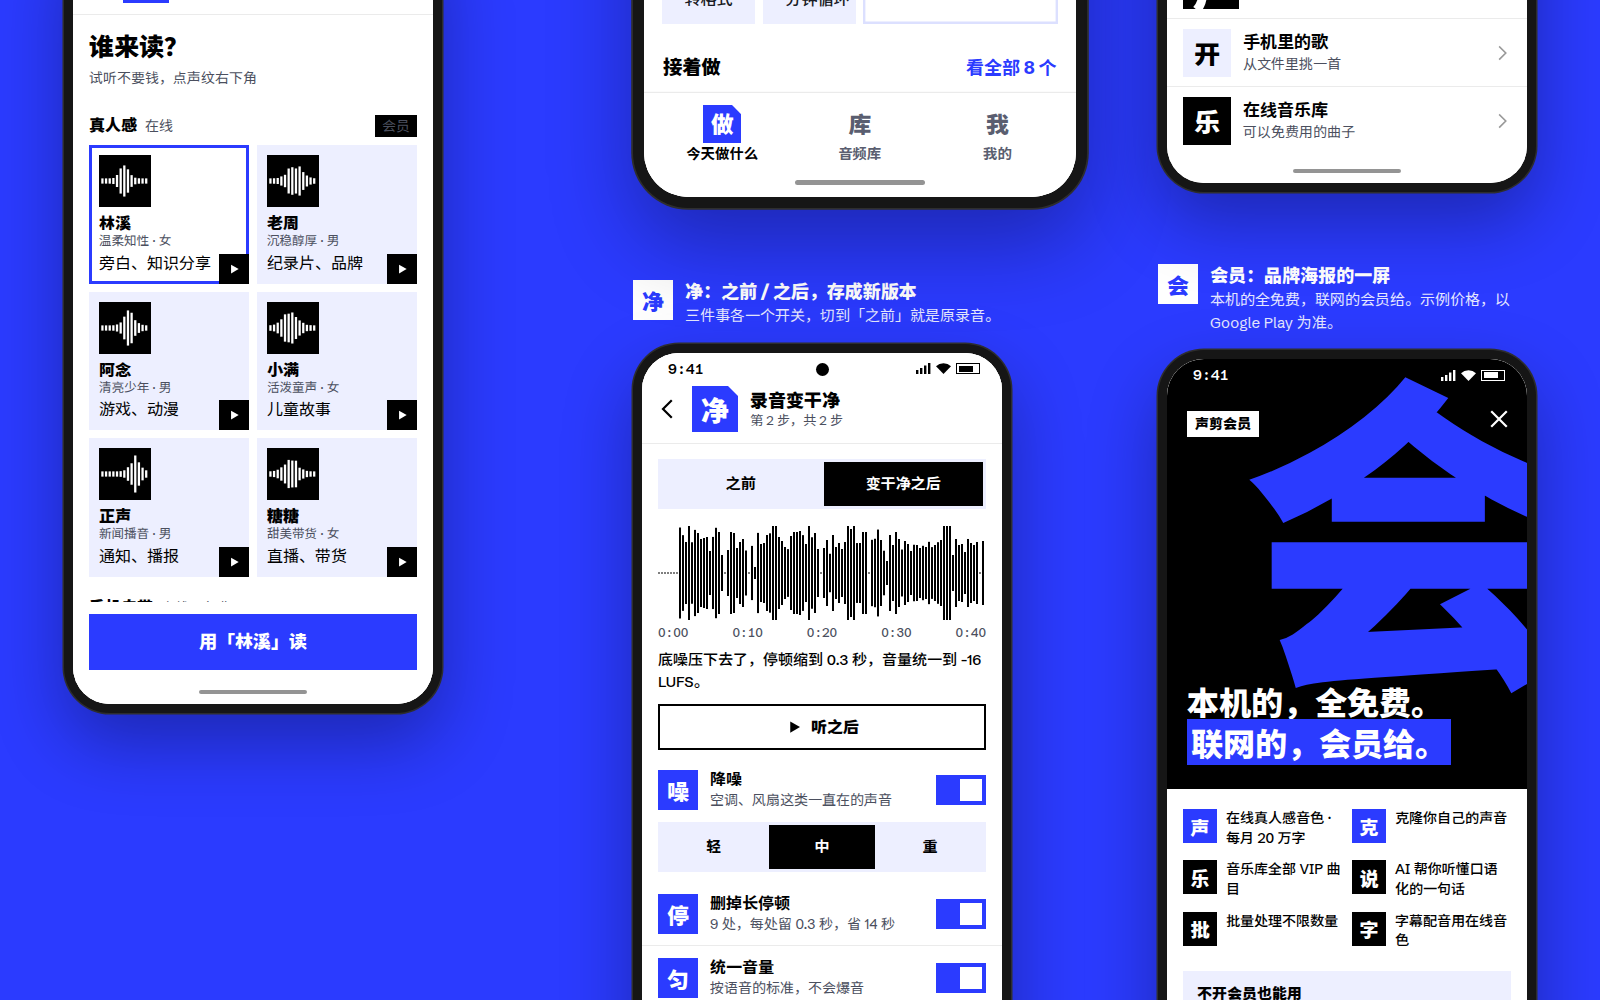 谁来读？
试听不要钱，点声纹右下角
真人感 在线
会员
林溪
温柔知性 · 女
旁白、知识分享
老周
沉稳醇厚 · 男
纪录片、品牌
阿念
清亮少年 · 男
游戏、动漫
小满
活泼童声 · 女
儿童故事
正声
新闻播音 · 男
通知、播报
糖糖
甜美带货 · 女
直播、带货
用「林溪」读
转格式
分钟循环
接着做
看全部 8 个
做
今天做什么
库
音频库
我
我的
净
净：之前 / 之后，存成新版本
三件事各一个开关，切到「之前」就是原录音。
9:41
净
录音变干净
第 2 步，共 2 步
之前
变干净之后
0:00 0:10 0:20 0:30 0:40
底噪压下去了，停顿缩到 0.3 秒，音量统一到 -16
LUFS。
听之后
噪
降噪
空调、风扇这类一直在的声音
轻
中
重
停
删掉长停顿
9 处，每处留 0.3 秒，省 14 秒
匀
统一音量
按语音的标准，不会爆音
开
手机里的歌
从文件里挑一首
乐
在线音乐库
可以免费用的曲子
会
会员：品牌海报的一屏
本机的全免费，联网的会员给。示例价格，以
Google Play 为准。
9:41
声剪会员
会
本机的，全免费。
联网的，会员给。
声
在线真人感音色 ·
每月 20 万字
克
克隆你自己的声音
乐
音乐库全部 VIP 曲
目
说
AI 帮你听懂口语
化的一句话
批
批量处理不限数量
字
字幕配音用在线音
色
不开会员也能用